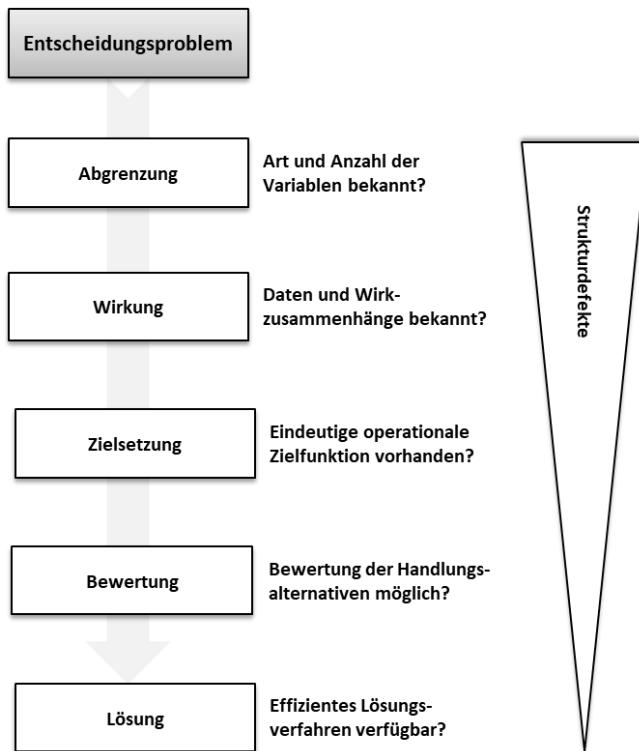 Entscheidungsproblem
Abgrenzung
Art und Anzahl der
Variablen bekannt?
Wirkung
Daten und Wirk-
zusammenhänge bekannt?
Zielsetzung
Eindeutige operationale
Zielfunktion vorhanden?
Bewertung
Bewertung der Handlungs-
alternativen möglich?
Lösung
Effizientes Lösungs-
verfahren verfügbar?
Strukturdefekte